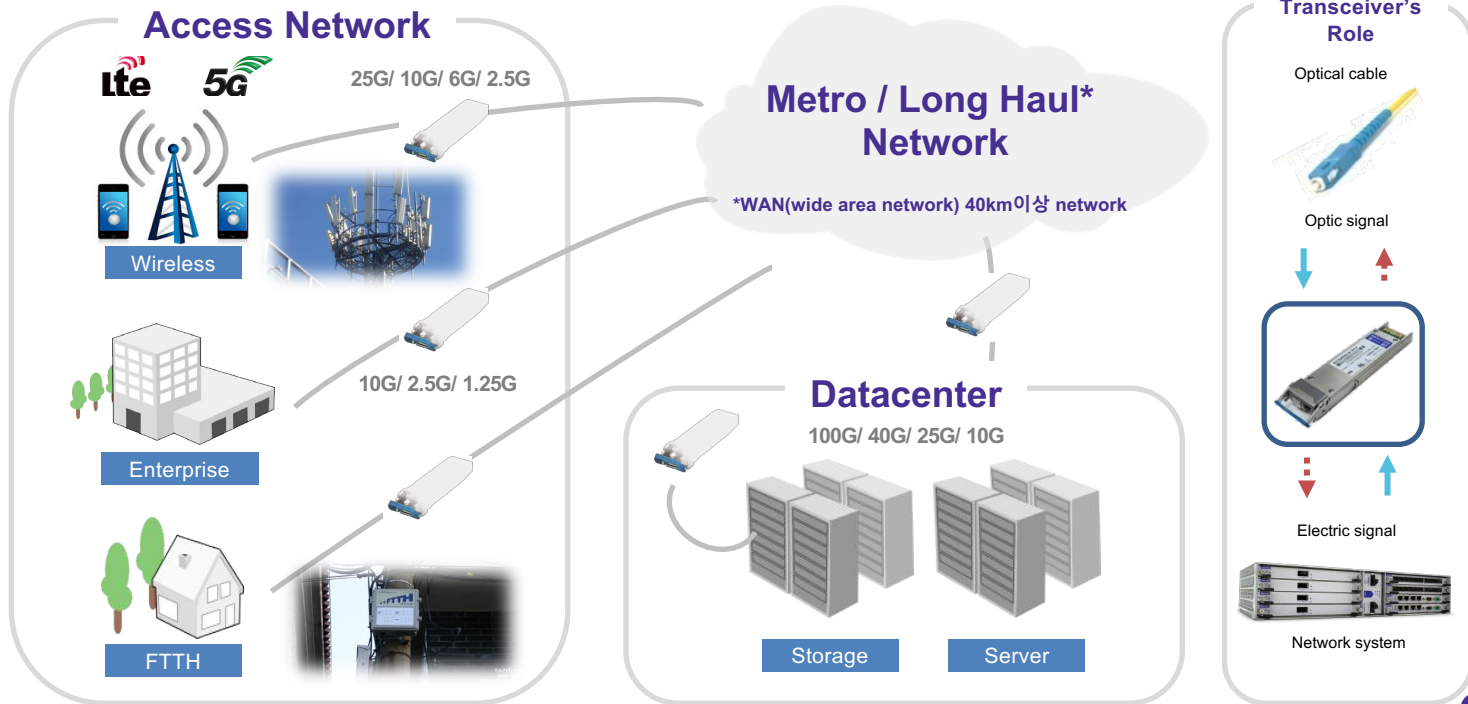 Access Network
Lte
5G
25G/ 10G/ 6G/ 2.5G
Wireless
10G/ 2.5G/ 1.25G
Enterprise
FTTH
FTTH
Metro / Long Haul*
Network
*WAN(wide area network) 40km이상 network
Datacenter
100G/ 40G/ 25G/ 10G
Storage
Server
Transceiver's
Role
Optical cable
Optic signal
Electric signal
Network system